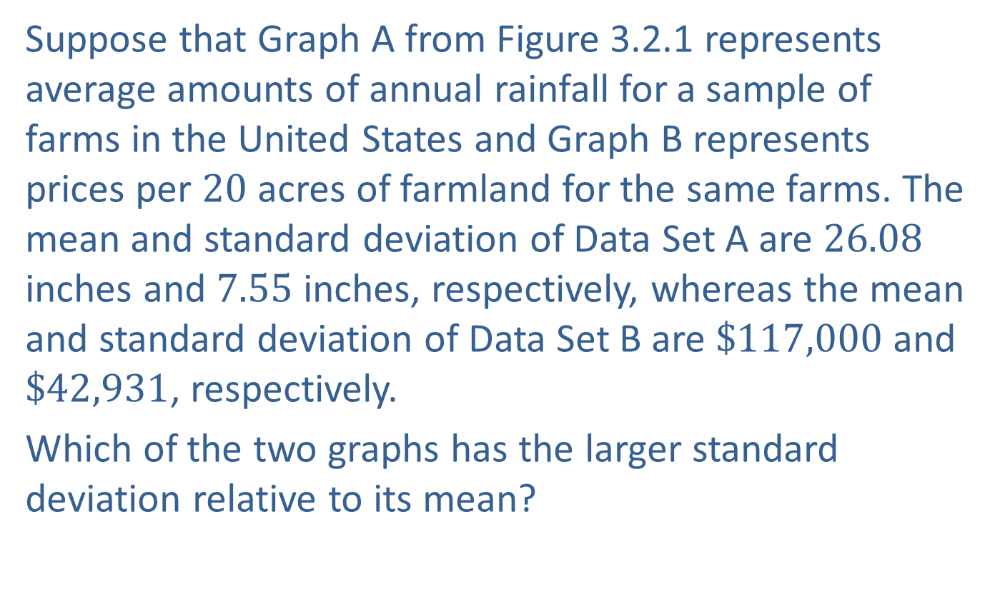 Suppose that Graph A from Figure 3.2.1 represents
average amounts of annual rainfall for a sample of
farms in the United States and Graph B represents
prices per 20 acres of farmland for the same farms. The
mean and standard deviation of Data Set A are 26.08
inches and 7.55 inches, respectively, whereas the mean
and standard deviation of Data Set B are $117,000 and
$42,931, respectively.
Which of the two graphs has the larger standard
deviation relative to its mean?